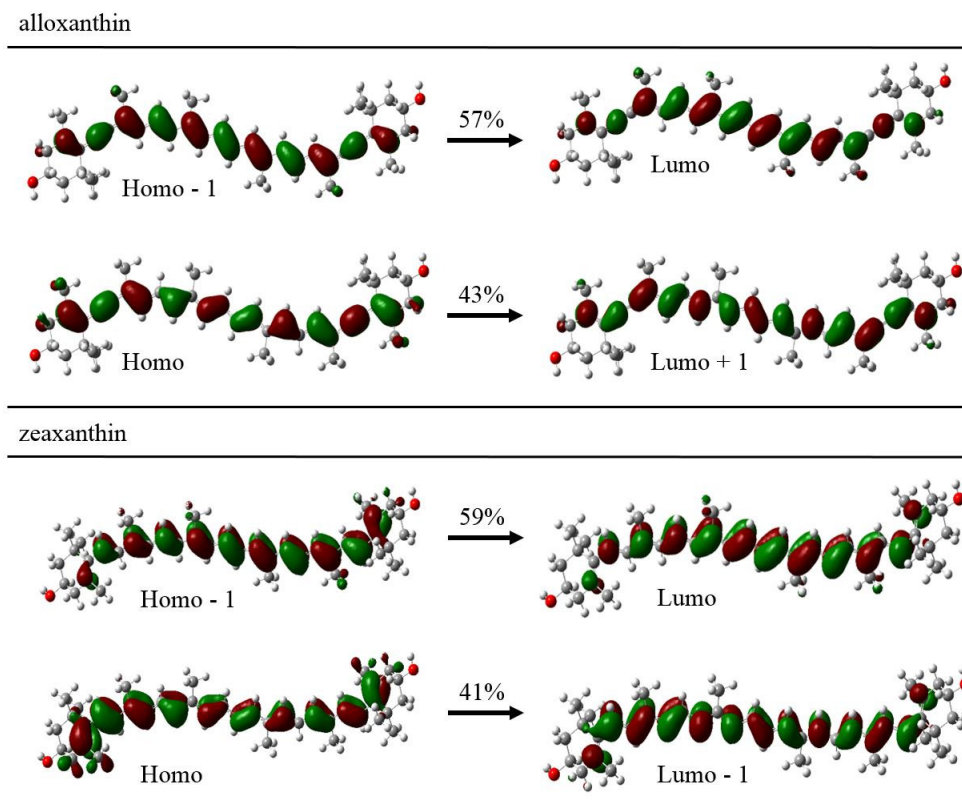 alloxanthin
57%
Homo - 1
Lumo
43%
Homo
Lumo + 1
zeaxanthin
59%
Homo - 1
Lumo
41%
Homo
Lumo - 1